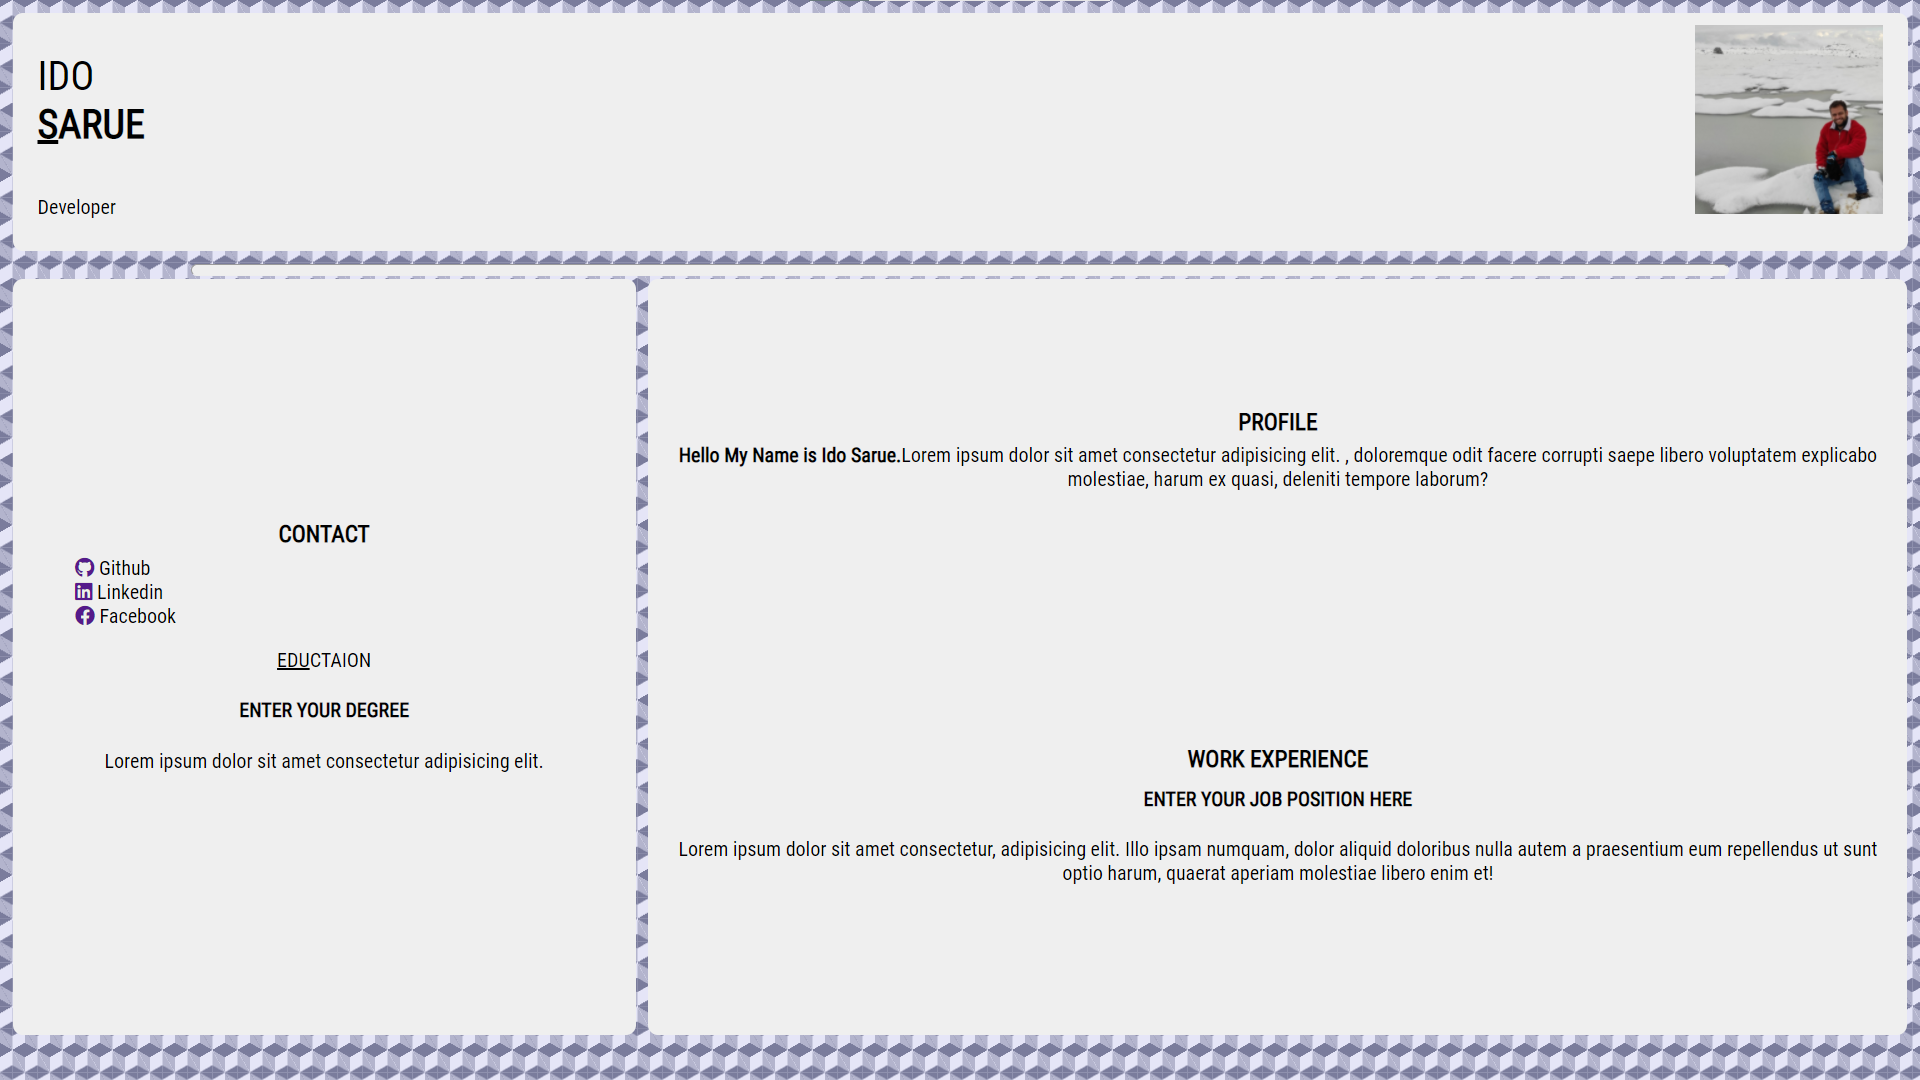 IDO
SARUE
Developer
CONTACT
Github
Linkedin
Facebook
EDUCTAION
ENTER YOUR DEGREE
Lorem ipsum dolor sit amet consectetur adipisicing elit.
PROFILE
Hello My Name is Ido Sarue.Lorem ipsum dolor sit amet consectetur adipisicing elit. , doloremque odit facere corrupti saepe libero voluptatem explicabo
molestiae, harum ex quasi, deleniti tempore laborum?
WORK EXPERIENCE
ENTER YOUR JOB POSITION HERE
Lorem ipsum dolor sit amet consectetur, adipisicing elit. Illo ipsam numquam, dolor aliquid doloribus nulla autem a praesentium eum repellendus ut sunt
optio harum, quaerat aperiam molestiae libero enim et!